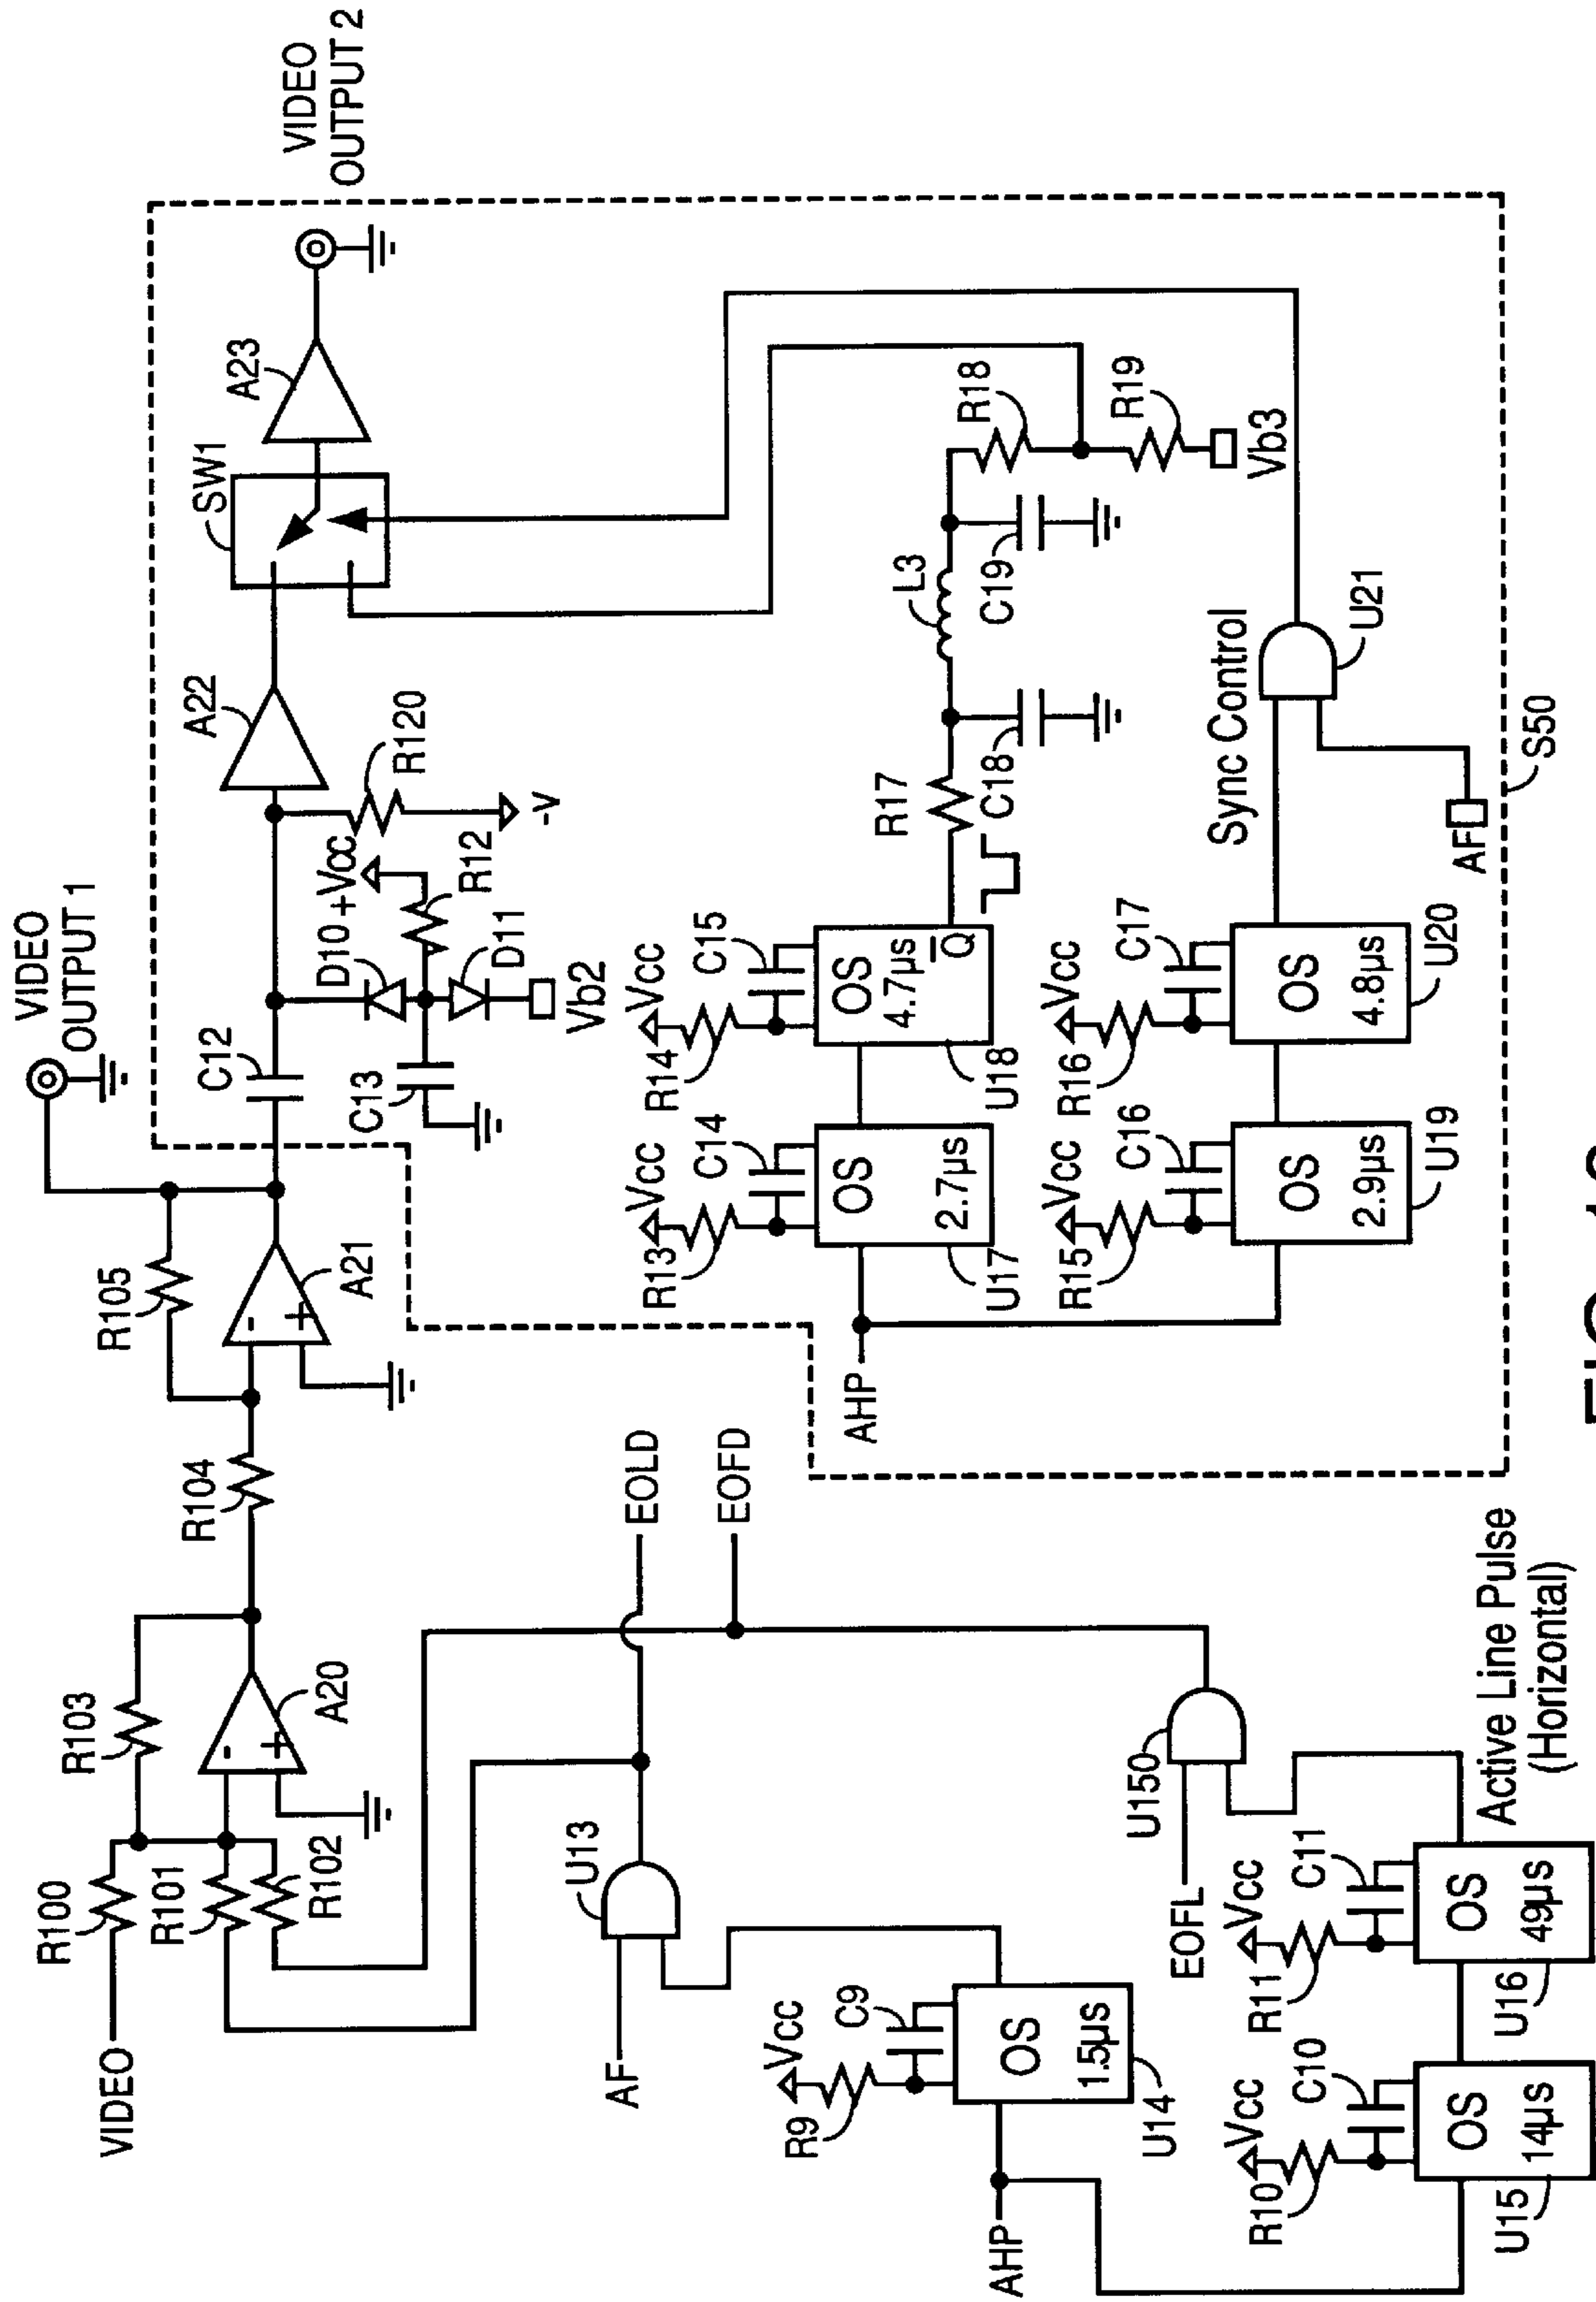 VIDEO
OUTPUT 1
VIDEO
OUTPUT 2
R100
R101
R102
R103
VIDEO
A20
R104
R105
A21
C12
A22
SW1
A23
D10
+Vcc
R120
-V
R12
D11
C13
Vb2
EOLD
EOFD
U13
AF
Vcc
R9
C9
OS
1.5µs
U14
AHP
U150
EOFL
Vcc
R10
C10
OS
14µs
U15
Vcc
R11
C11
OS
49µs
U16
Active Line Pulse
(Horizontal)
AHP
Vcc
R13
C14
OS
2.7µs
U17
Vcc
R14
C15
OS
4.7µs
Q
U18
R17
C18
L3
C19
R18
R19
Vb3
Vcc
R15
C16
OS
2.9µs
U19
Vcc
R16
C17
OS
4.8µs
U20
Sync Control
U21
AF
S50